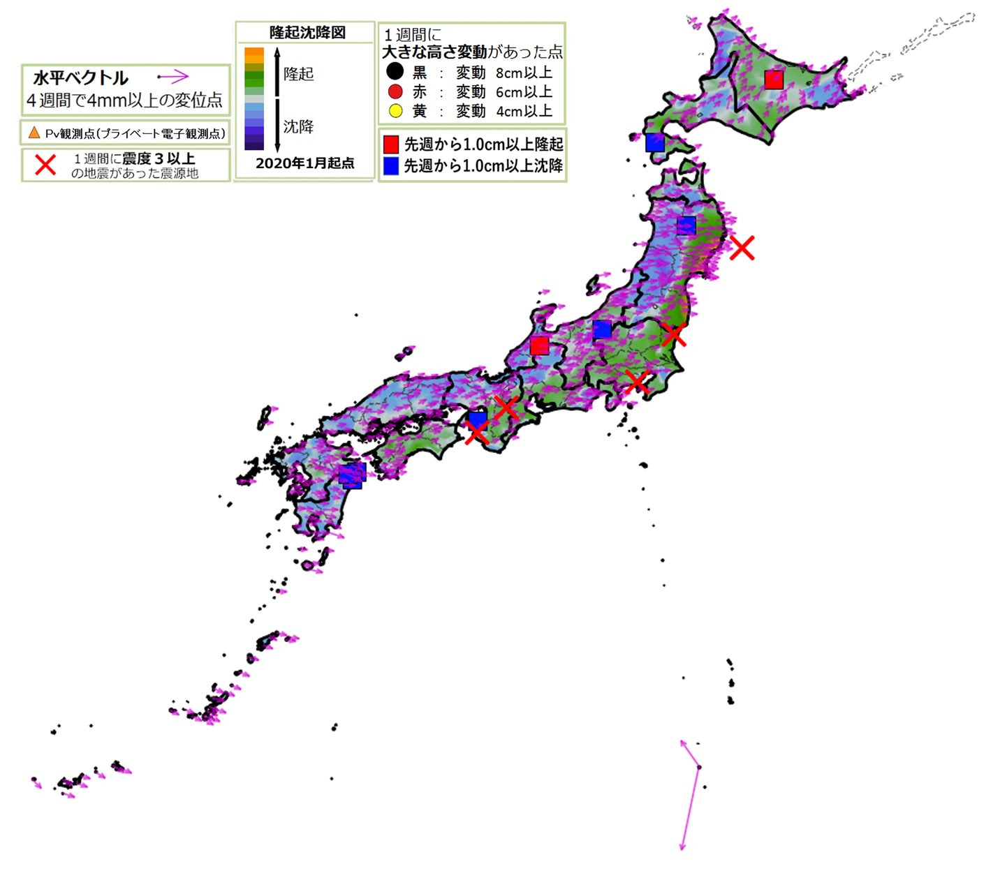 水平ベクトル
4週間で4mm以上の変位点
Pv観測点(プライベート電子観測点)
1週間に震度3以上
の地震があった震源地
隆起沈降図
隆起
沈降
2020年1月起点
1週間に
大きな高さ変動があった点
黒 : 変動 8cm以上
赤 : 変動 6cm以上
黄 : 変動 4cm以上
先週から1.0cm以上隆起
先週から1.0cm以上沈降